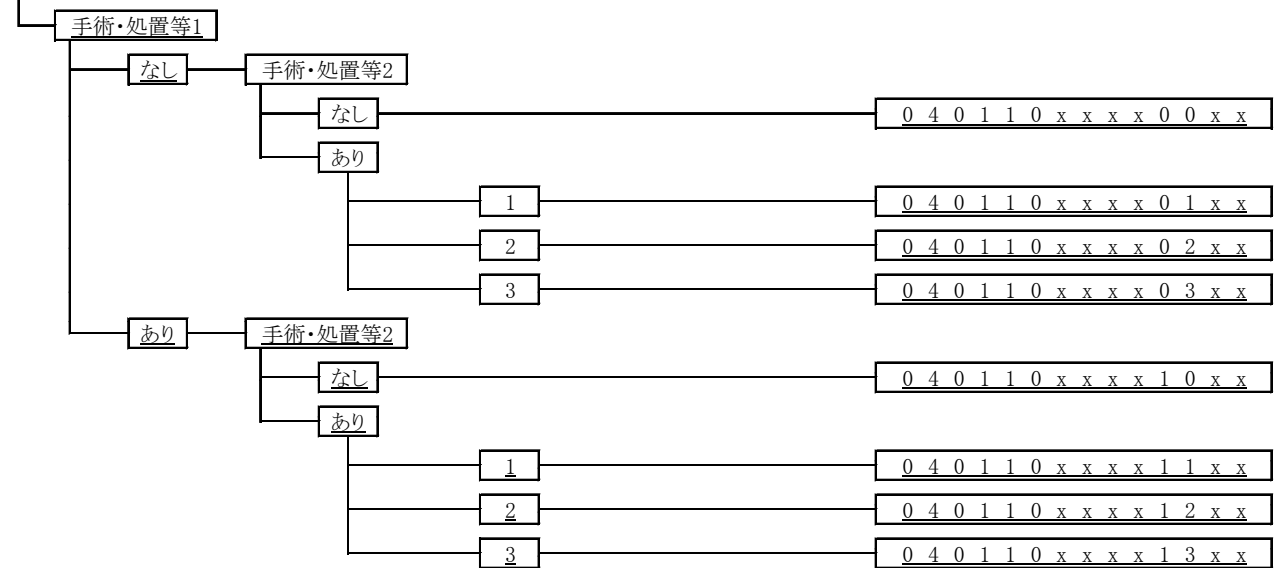 手術・処置等1
なし 手術・処置等2
なし 040110xxxx00xx
あり
1 040110xxxx01xx
2 040110xxxx02xx
3 040110xxxx03xx
あり 手術・処置等2
なし 040110xxxx10xx
あり
1 040110xxxx11xx
2 040110xxxx12xx
3 040110xxxx13xx